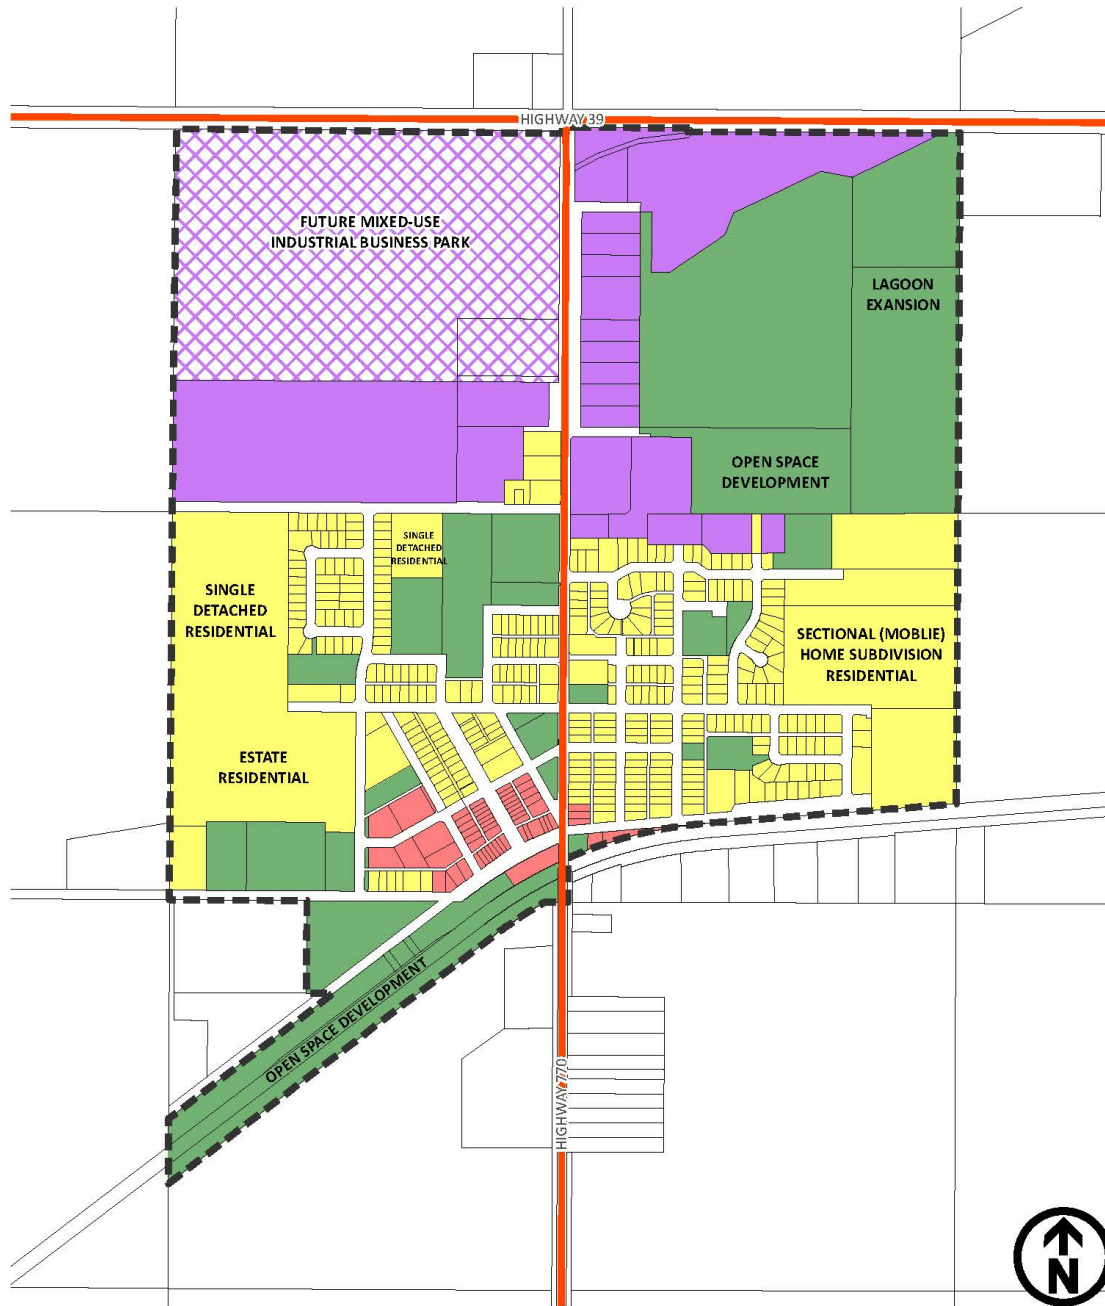 HIGHWAY 39
FUTURE MIXED-USE
INDUSTRIAL BUSINESS PARK
LAGOON
EXANSION
OPEN SPACE
DEVELOPMENT
SINGLE
DETACHED
RESIDENTIAL
SINGLE
DETACHED
RESIDENTIAL
SECTIONAL (MOBLIE)
HOME SUBDIVISION
RESIDENTIAL
ESTATE
RESIDENTIAL
OPEN SPACE DEVELOPMENT
HIGHWAY 770
N